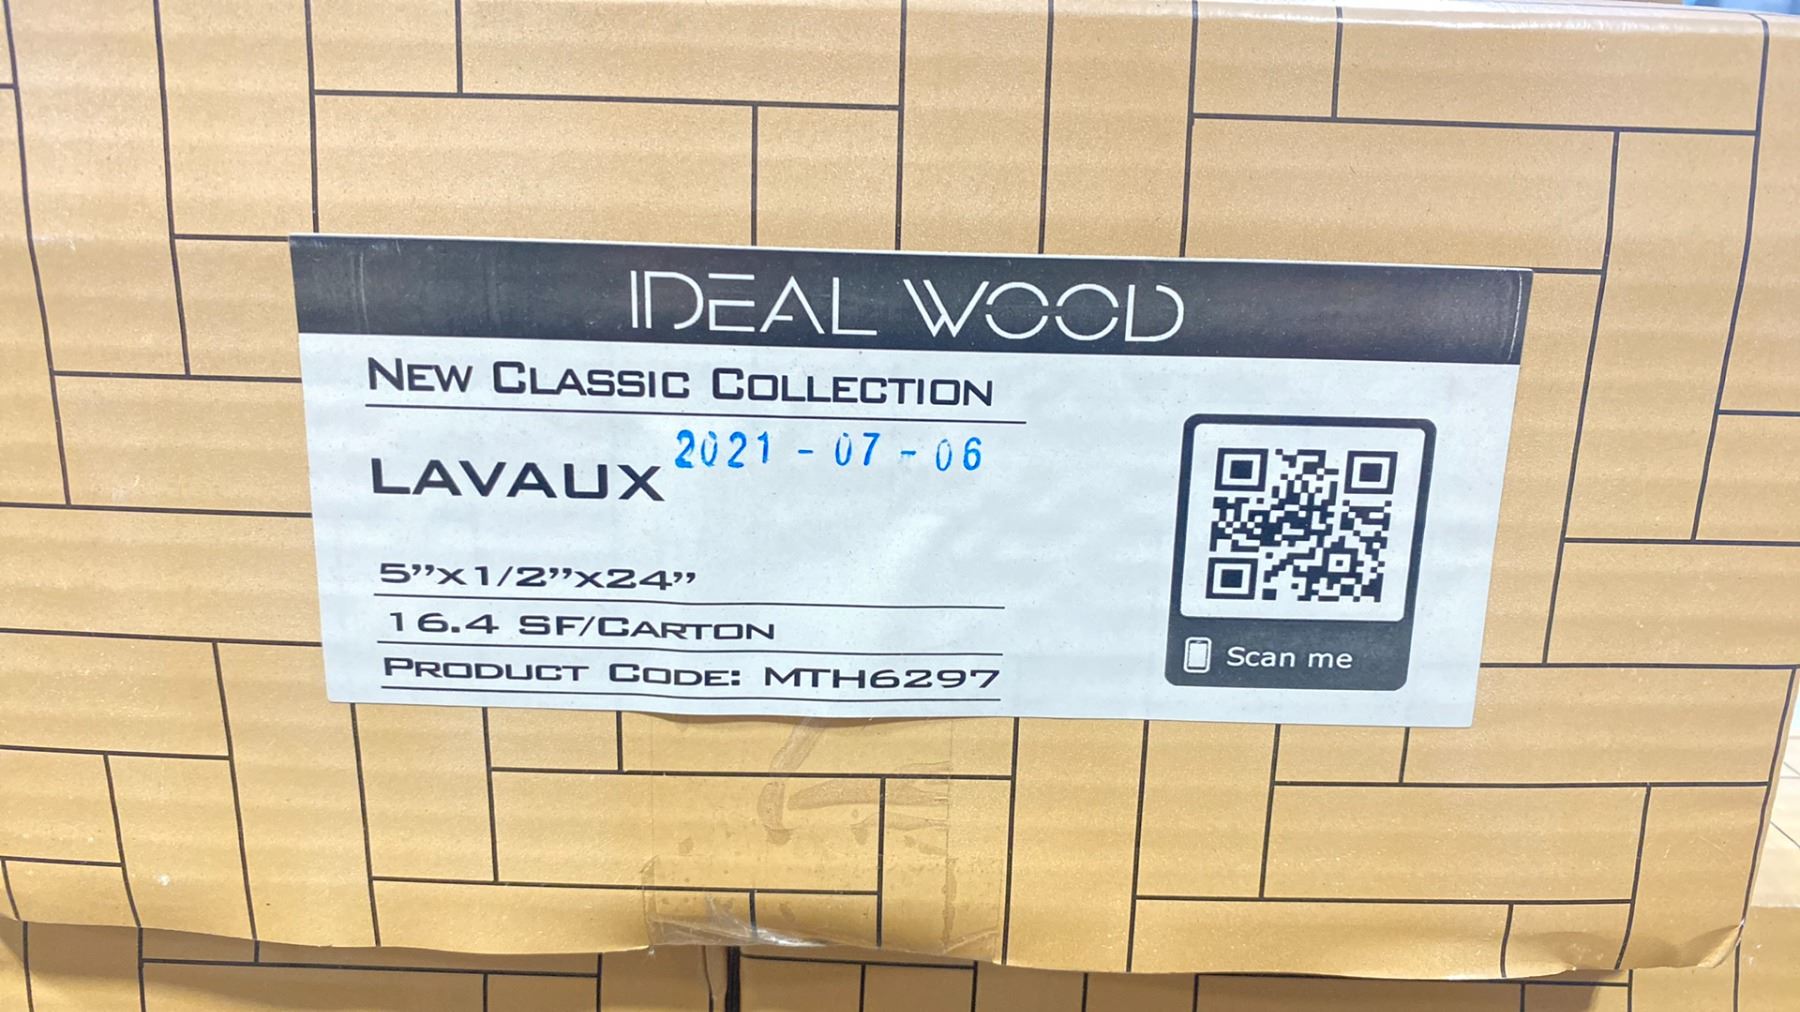 IDEAL WOOD
NEW CLASSIC COLLECTION
2021-07-06
LAVAUX
5”x1/2”x24”
16.4 SF/CARTON
PRODUCT CODE: MTH6297
Scan me